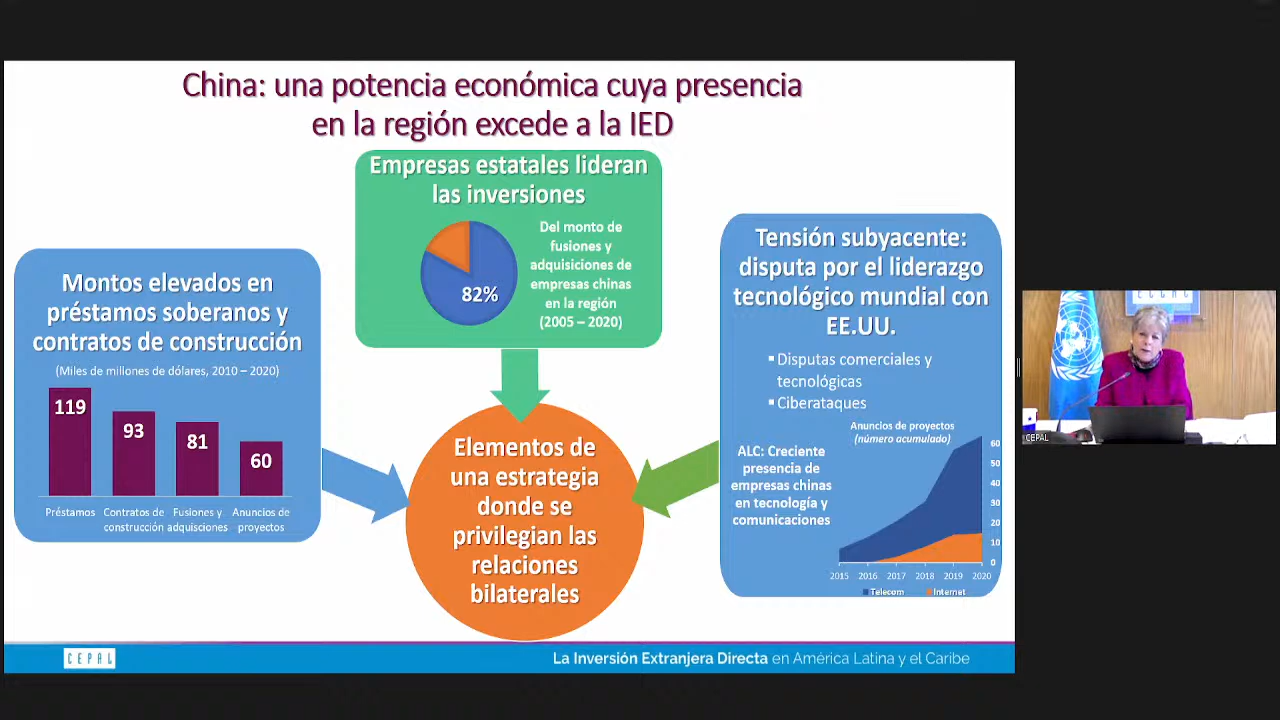 China: una potencia económica cuya presencia
en la región excede a la IED
Empresas estatales lideran
las inversiones
82%
Del monto de
fusiones y
adquisiciones de
empresas chinas
en la región
(2005 – 2020)
Montos elevados en
préstamos soberanos y
contratos de construcción
(Miles de millones de dólares, 2010 – 2020)
119
93
81
60
Préstamos
Contratos de
construcción
Fusiones y
adquisiciones
Anuncios de
proyectos
Elementos de
una estrategia
donde se
privilegian las
relaciones
bilaterales
Tensión subyacente:
disputa por el liderazgo
tecnológico mundial con
EE.UU.
▪Disputas comerciales y
tecnológicas
▪Ciberataques
Anuncios de proyectos
(número acumulado)
ALC: Creciente
presencia de
empresas chinas
en tecnología y
comunicaciones
60
50
40
30
20
10
0
2015 2016 2017 2018 2019 2020
Telecom Internet
CEPAL
La Inversión Extranjera Directa en América Latina y el Caribe
CEPAL